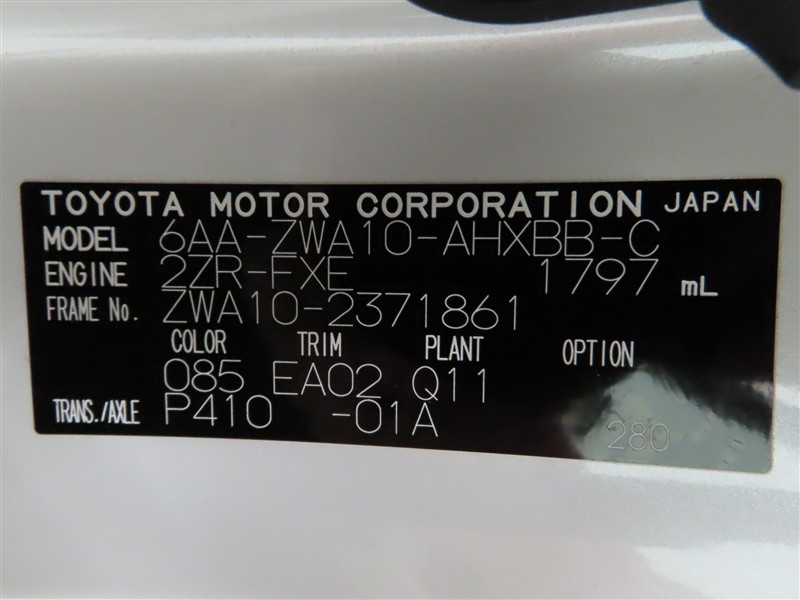 TOYOTA MOTOR CORPORATION JAPAN
MODEL 6AA-ZWA10-AHXBB-C
ENGINE 2ZR-FXE 1797 mL
FRAME No. ZWA10-2371861
COLOR TRIM PLANT OPTION
085 EA02 Q11
TRANS./AXLE P410 -01A 280